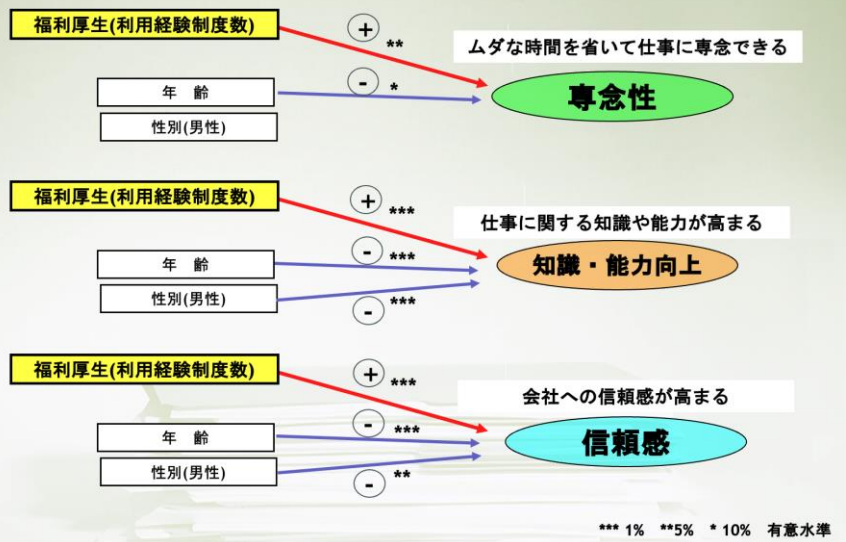 福利厚生(利用経験制度数)
+
**
ムダな時間を省いて仕事に専念できる
-
*
年 齢
専念性
性別(男性)
福利厚生(利用経験制度数)
+
***
仕事に関する知識や能力が高まる
-
***
年 齢
知識・能力向上
性別(男性)
-
***
福利厚生(利用経験制度数)
+
***
会社への信頼感が高まる
-
***
年 齢
信頼感
性別(男性)
-
**
*** 1% **5% * 10% 有意水準